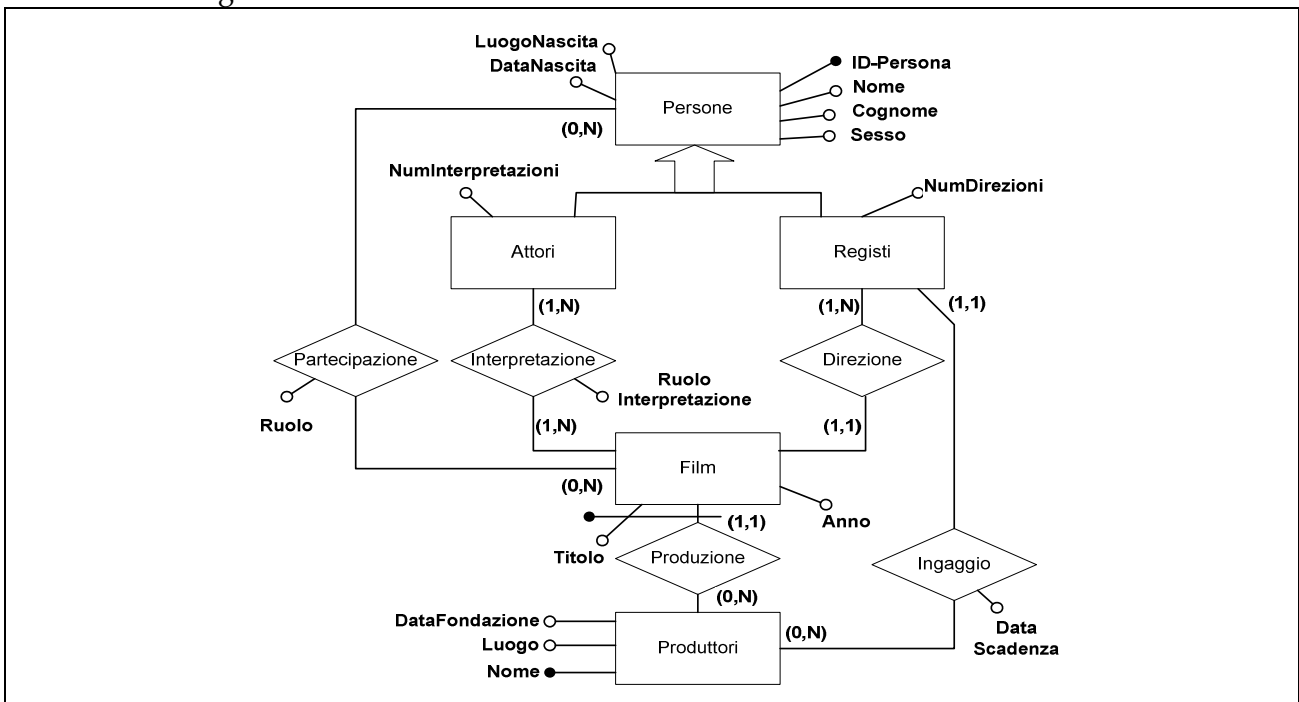 LuogoNascita
DataNascita
ID-Persona
Nome
Cognome
Sesso
Persone
(0,N)
NumInterpretazioni
NumDirezioni
Attori
Registi
(1,N)
(1,N)
(1,1)
Partecipazione
Interpretazione
Direzione
Ruolo
Ruolo
Interpretazione
(1,N)
(1,1)
Film
(0,N)
Anno
(1,1)
Titolo
Produzione
Ingaggio
(0,N)
DataFondazione
Luogo
Nome
Produttori
(0,N)
Data
Scadenza